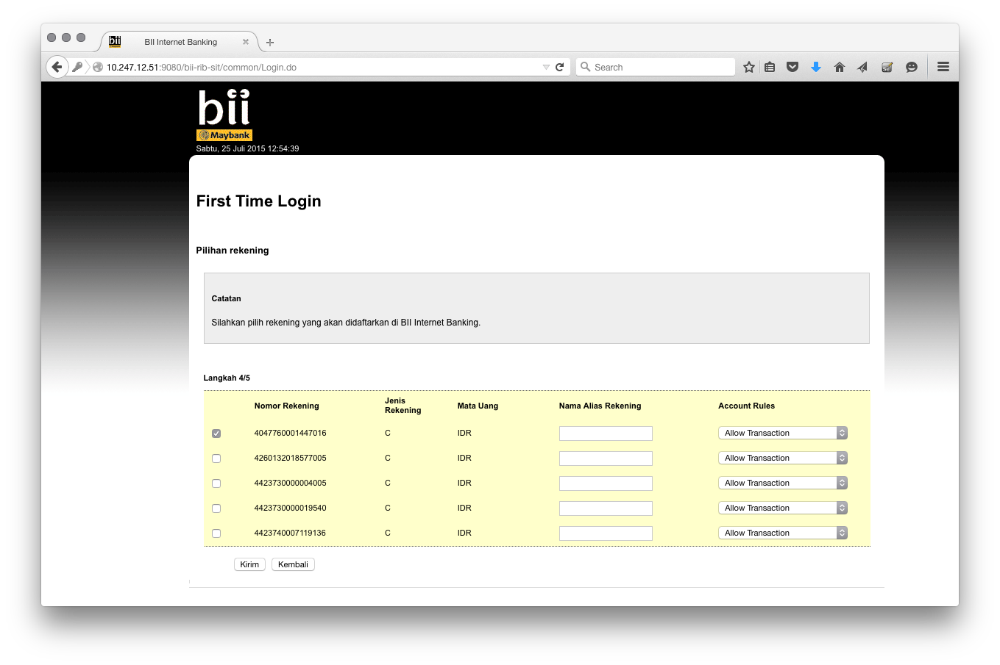 BII Internet Banking
10.247.12.51:9080/bii-rib-sit/common/Login.do
Search
bii
Maybank
Sabtu, 25 Juli 2015 12:54:39
First Time Login
Pilihan rekening
Catatan
Silahkan pilih rekening yang akan didaftarkan di BII Internet Banking.
Langkah 4/5
Nomor Rekening Jenis Rekening Mata Uang Nama Alias Rekening Account Rules
4047760001447016 C IDR Allow Transaction
4260132018577005 C IDR Allow Transaction
4423730000004005 C IDR Allow Transaction
4423730000019540 C IDR Allow Transaction
4423740007119136 C IDR Allow Transaction
Kirim Kembali